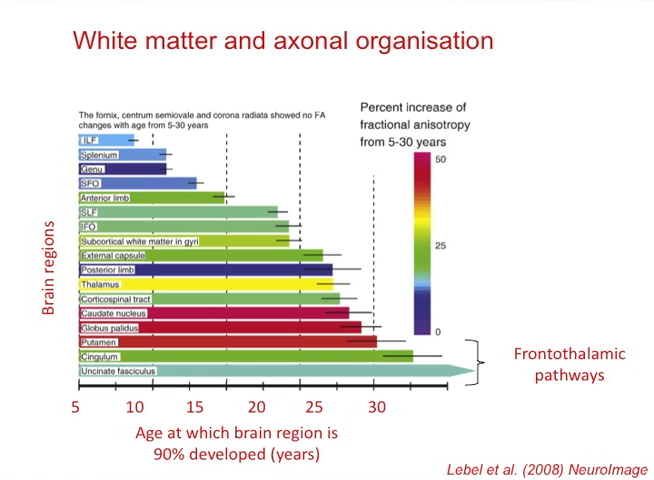 White matter and axonal organisation
The fornix, centrum semiovale and corona radiata showed no FA
changes with age from 5-30 years
Percent increase of
fractional anisotropy
from 5-30 years
50
25
0
Brain regions
ILF
Splenium
Genu
SFO
Anterior limb
SLF
IFO
Subcortical white matter in gyri
External capsule
Posterior limb
Thalamus
Corticospinal tract
Caudate nucleus
Globus palidus
Putamen
Cingulum
Uncinate fasciculus
Frontothalamic
pathways
5 10 15 20 25 30
Age at which brain region is
90% developed (years)
Lebel et al. (2008) NeuroImage